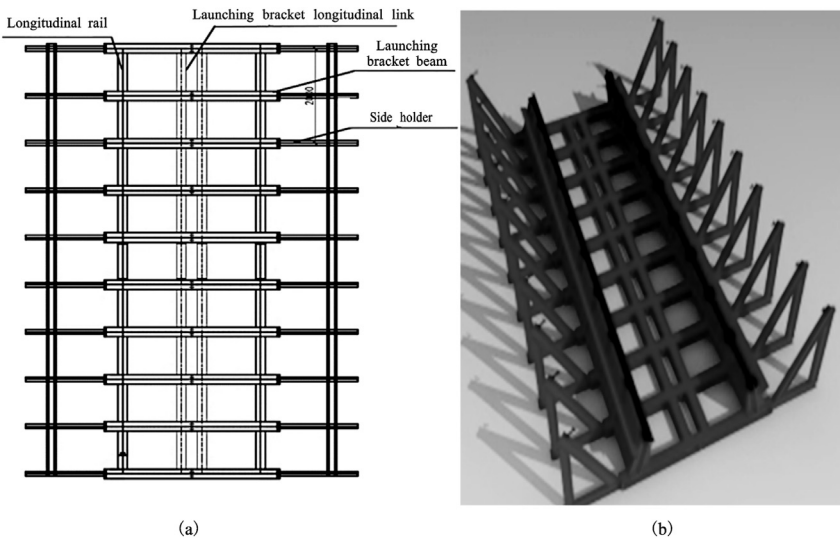 Longitudinal rail
Launching bracket longitudinal link
Launching
bracket beam
2000
Side holder
(a)
(b)